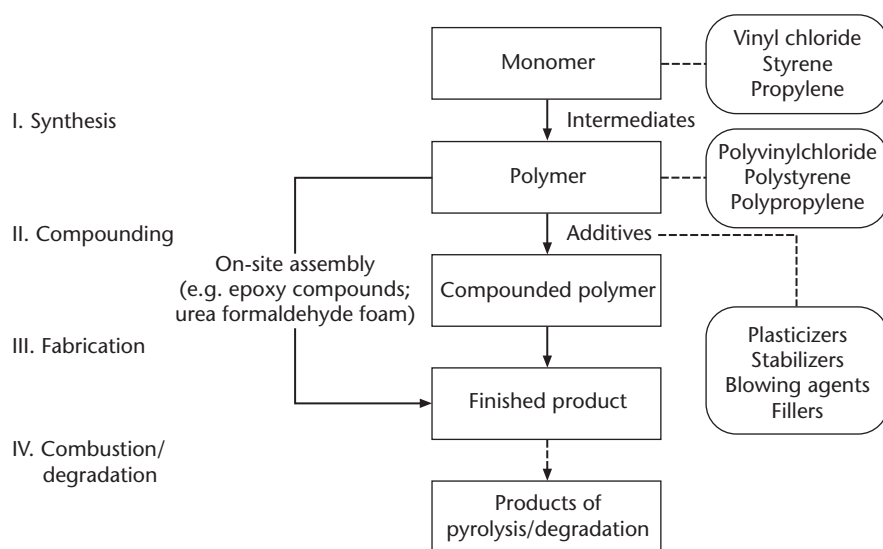 Monomer
Vinyl chloride
Styrene
Propylene
I. Synthesis
Intermediates
Polymer
Polyvinylchloride
Polystyrene
Polypropylene
II. Compounding
Additives
On-site assembly
(e.g. epoxy compounds;
urea formaldehyde foam)
Compounded polymer
III. Fabrication
Plasticizers
Stabilizers
Blowing agents
Fillers
Finished product
IV. Combustion/
degradation
Products of
pyrolysis/degradation